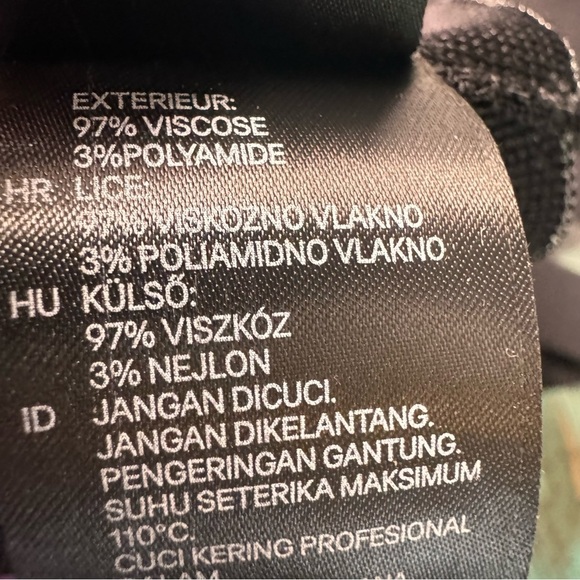 EXTERIEUR:
97% VISCOSE
3%POLYAMIDE
HR LICE:
97% VISKOZNO VLAKNO
3% POLIAMIDNO VLAKNO
HU KÜLSŐ:
97% VISZKÓZ
3% NEJLON
ID JANGAN DICUCI.
JANGAN DIKELANTANG.
PENGERINGAN GANTUNG.
SUHU SETERIKA MAKSIMUM
110°C.
CUCI KERING PROFESIONAL
DALAM